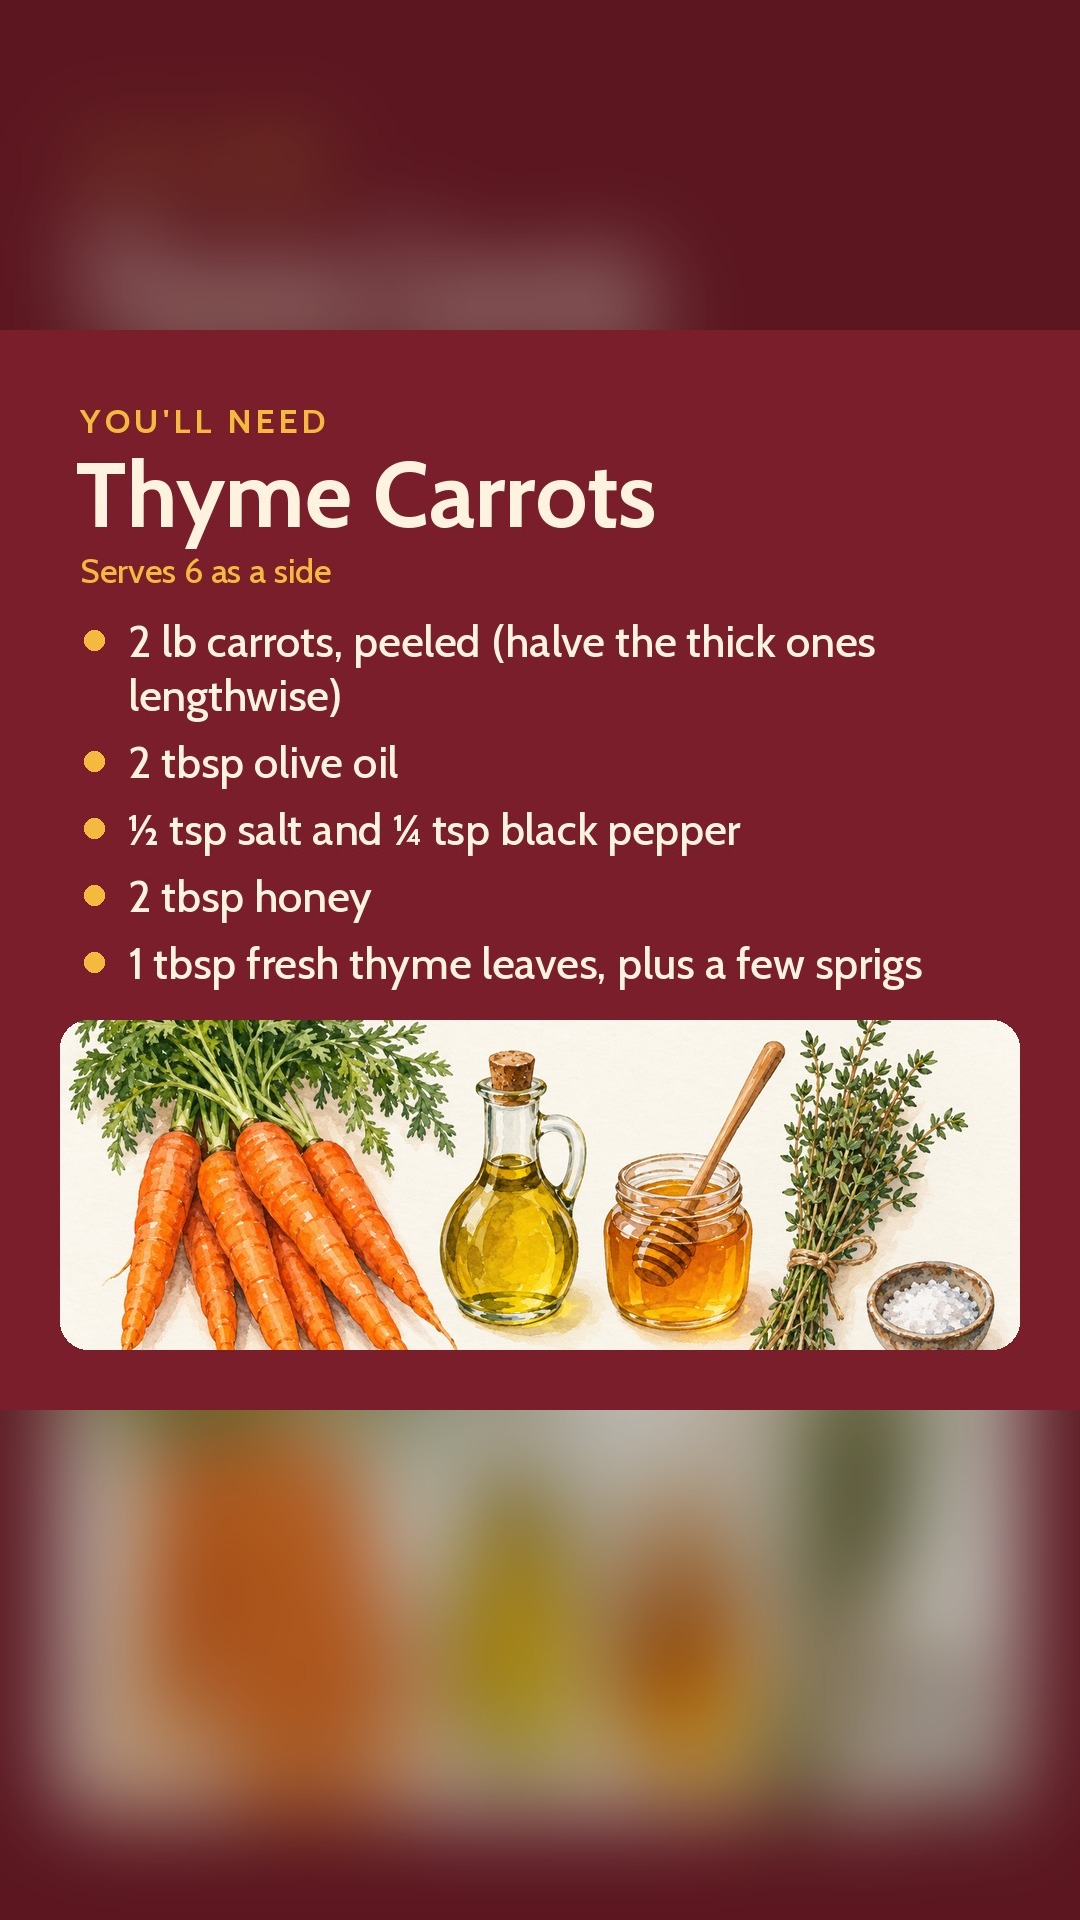 YOU'LL NEED
Thyme Carrots
Serves 6 as a side
2 lb carrots, peeled (halve the thick ones
lengthwise)
2 tbsp olive oil
½ tsp salt and ¼ tsp black pepper
2 tbsp honey
1 tbsp fresh thyme leaves, plus a few sprigs